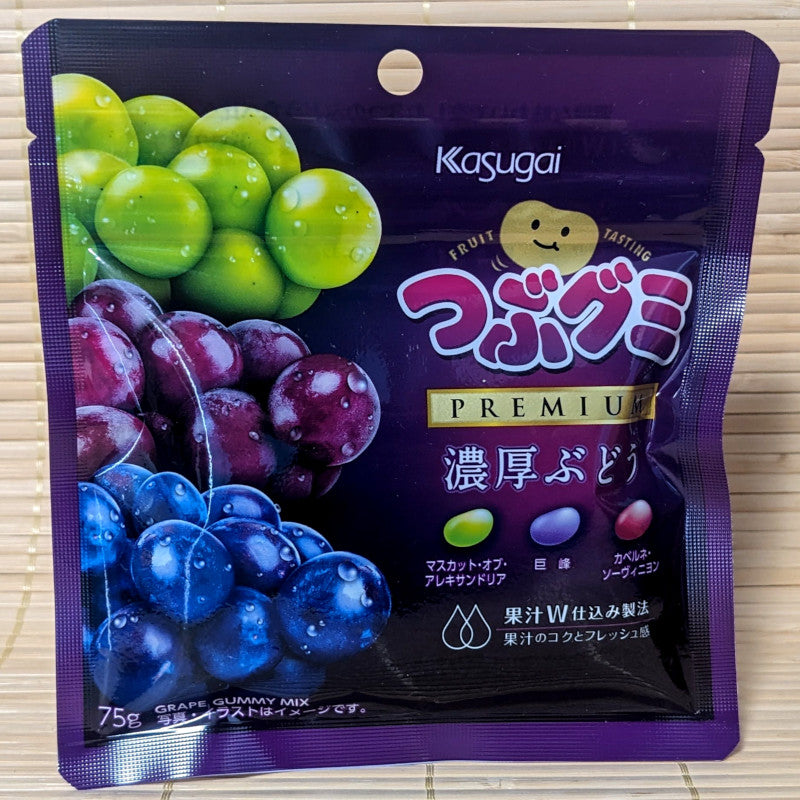 Kasugai
FRUIT TASTING
つぶグミ
PREMIUM
濃厚ぶどう
マスカット・オブ・
アレキサンドリア
巨峰
カベルネ・
ソーヴィニヨン
果汁W仕込み製法
果汁のコクとフレッシュ感
75g
GRAPE GUMMY MIX
写真・イラストはイメージです。